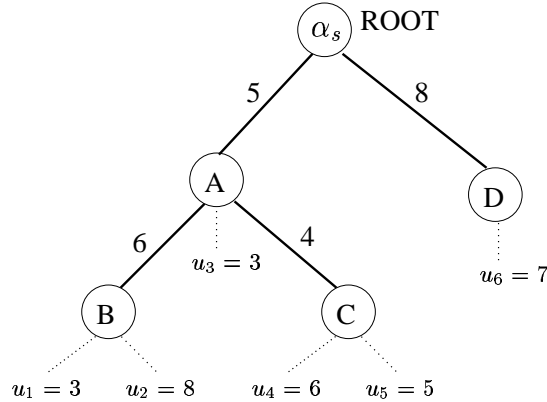 α_s ROOT
5
8
A
D
6
4
u_3 = 3
u_6 = 7
B
C
u_1 = 3
u_2 = 8
u_4 = 6
u_5 = 5